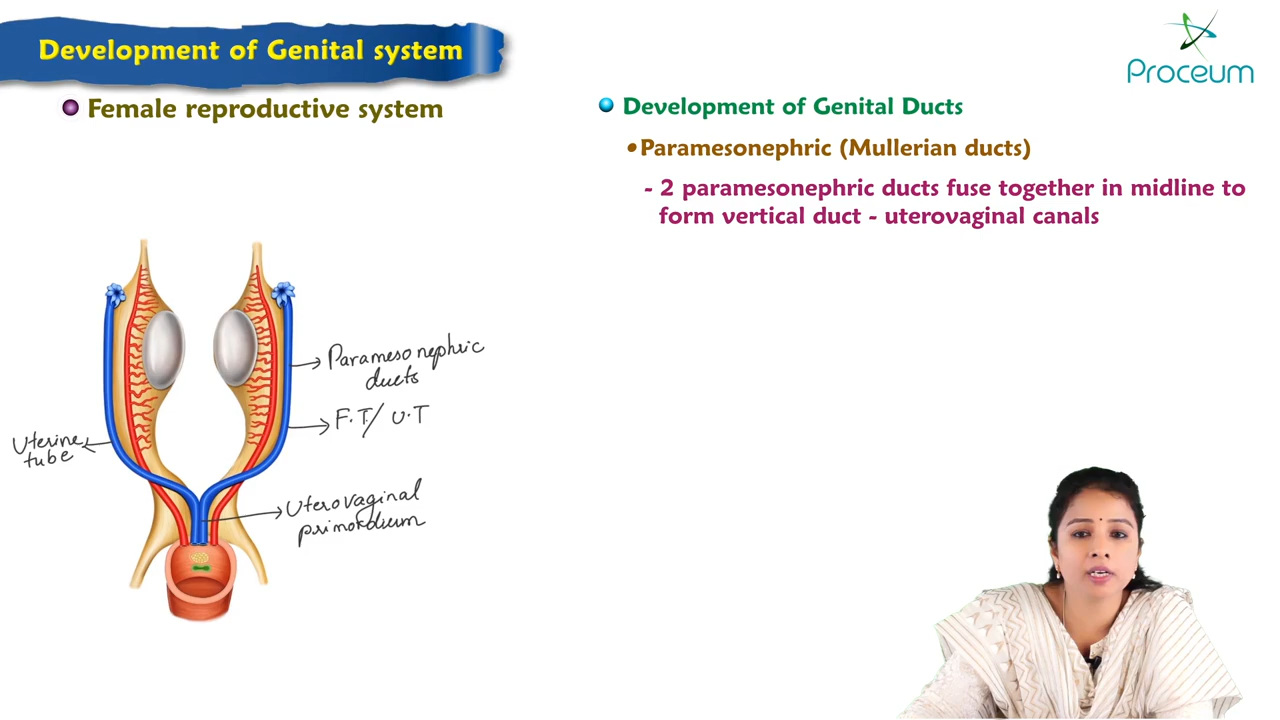 Development of Genital system
Proceum
Female reproductive system
Development of Genital Ducts
Paramesonephric (Mullerian ducts)
- 2 paramesonephric ducts fuse together in midline to
form vertical duct - uterovaginal canals
Paramesonephric
ducts
F.T/ U.T
Uterine
tube
Uterovaginal
primordium